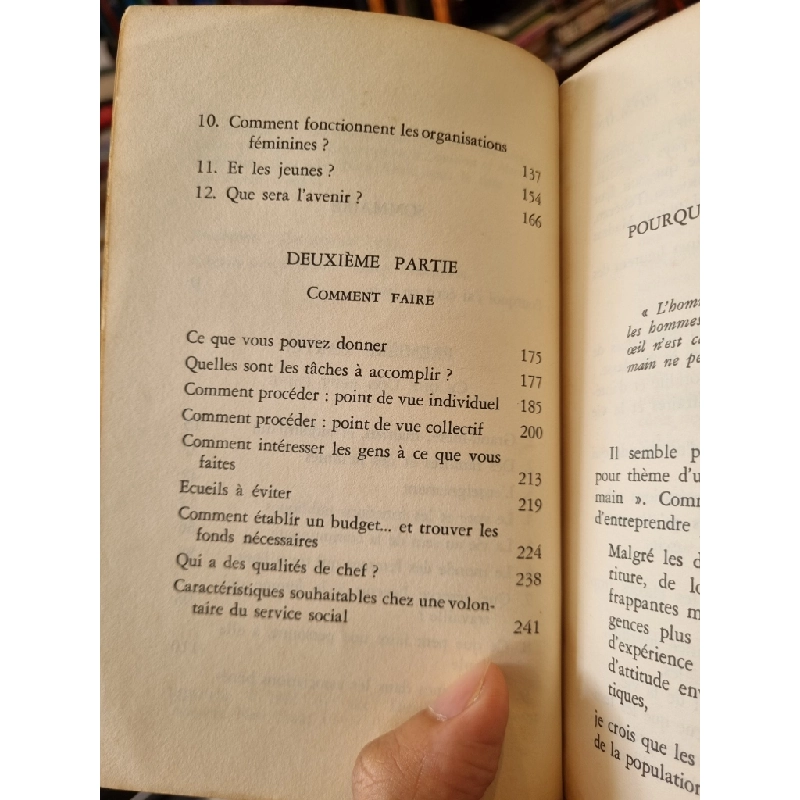 10. Comment fonctionnent les organisations
féminines ? 137
11. Et les jeunes ? 154
12. Que sera l'avenir ? 166
DEUXIÈME PARTIE
COMMENT FAIRE
Ce que vous pouvez donner 175
Quelles sont les tâches à accomplir ? 177
Comment procéder : point de vue individuel 185
Comment procéder : point de vue collectif 200
Comment intéresser les gens à ce que vous
faites 213
Ecueils à éviter 219
Comment établir un budget... et trouver les
fonds nécessaires 224
Qui a des qualités de chef ? 238
Caractéristiques souhaitables chez une volon-
taire du service social 241
POURQU
« L'hom
les hommes
œil n'est c
main ne pe
Il semble p
pour thème d'u
main ». Comm
d'entreprendre
Malgré les d
riture, de lo
frappantes m
gences plus
d'expérience
d'attitude env
tiques,
je crois que les
de la population